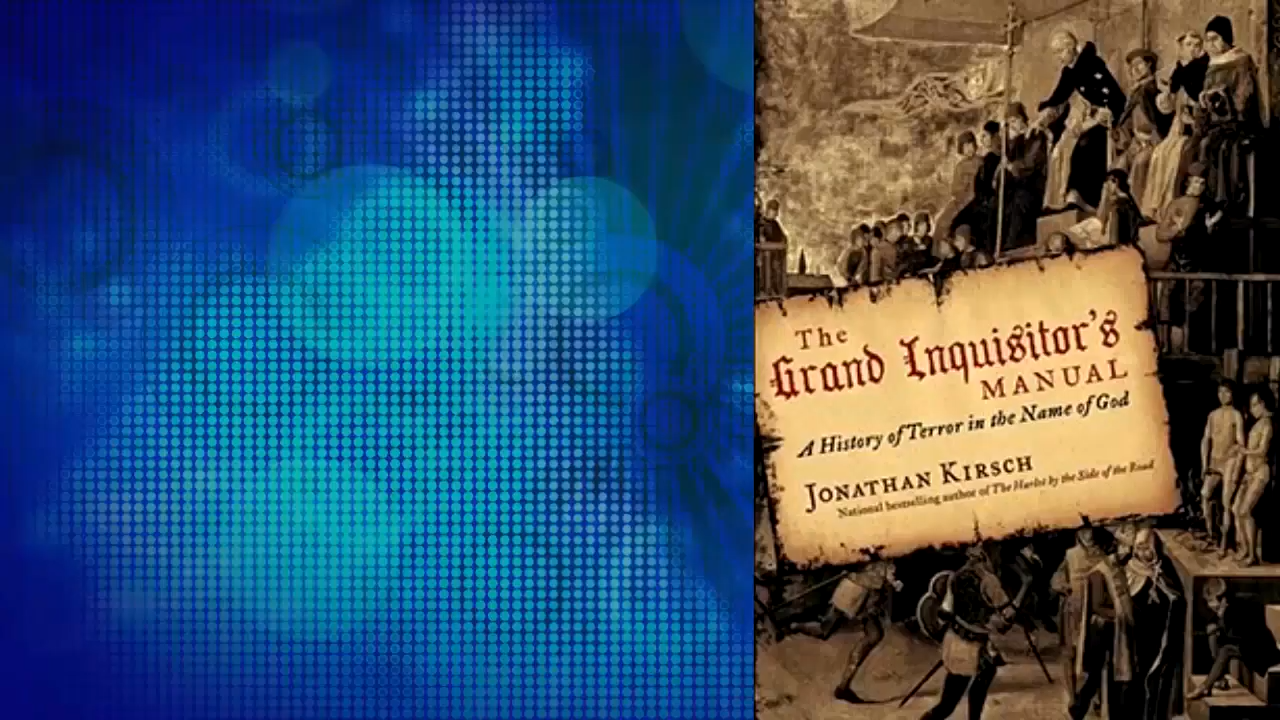 The
Grand Inquisitor's
MANUAL
A History of Terror in the Name of God
JONATHAN KIRSCH
National bestselling author of The Harlot by the Side of the Road